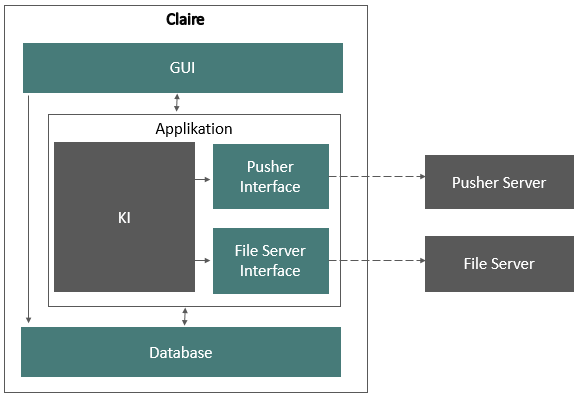 Claire
GUI
Applikation
KI
Pusher
Interface
File Server
Interface
Pusher Server
File Server
Database